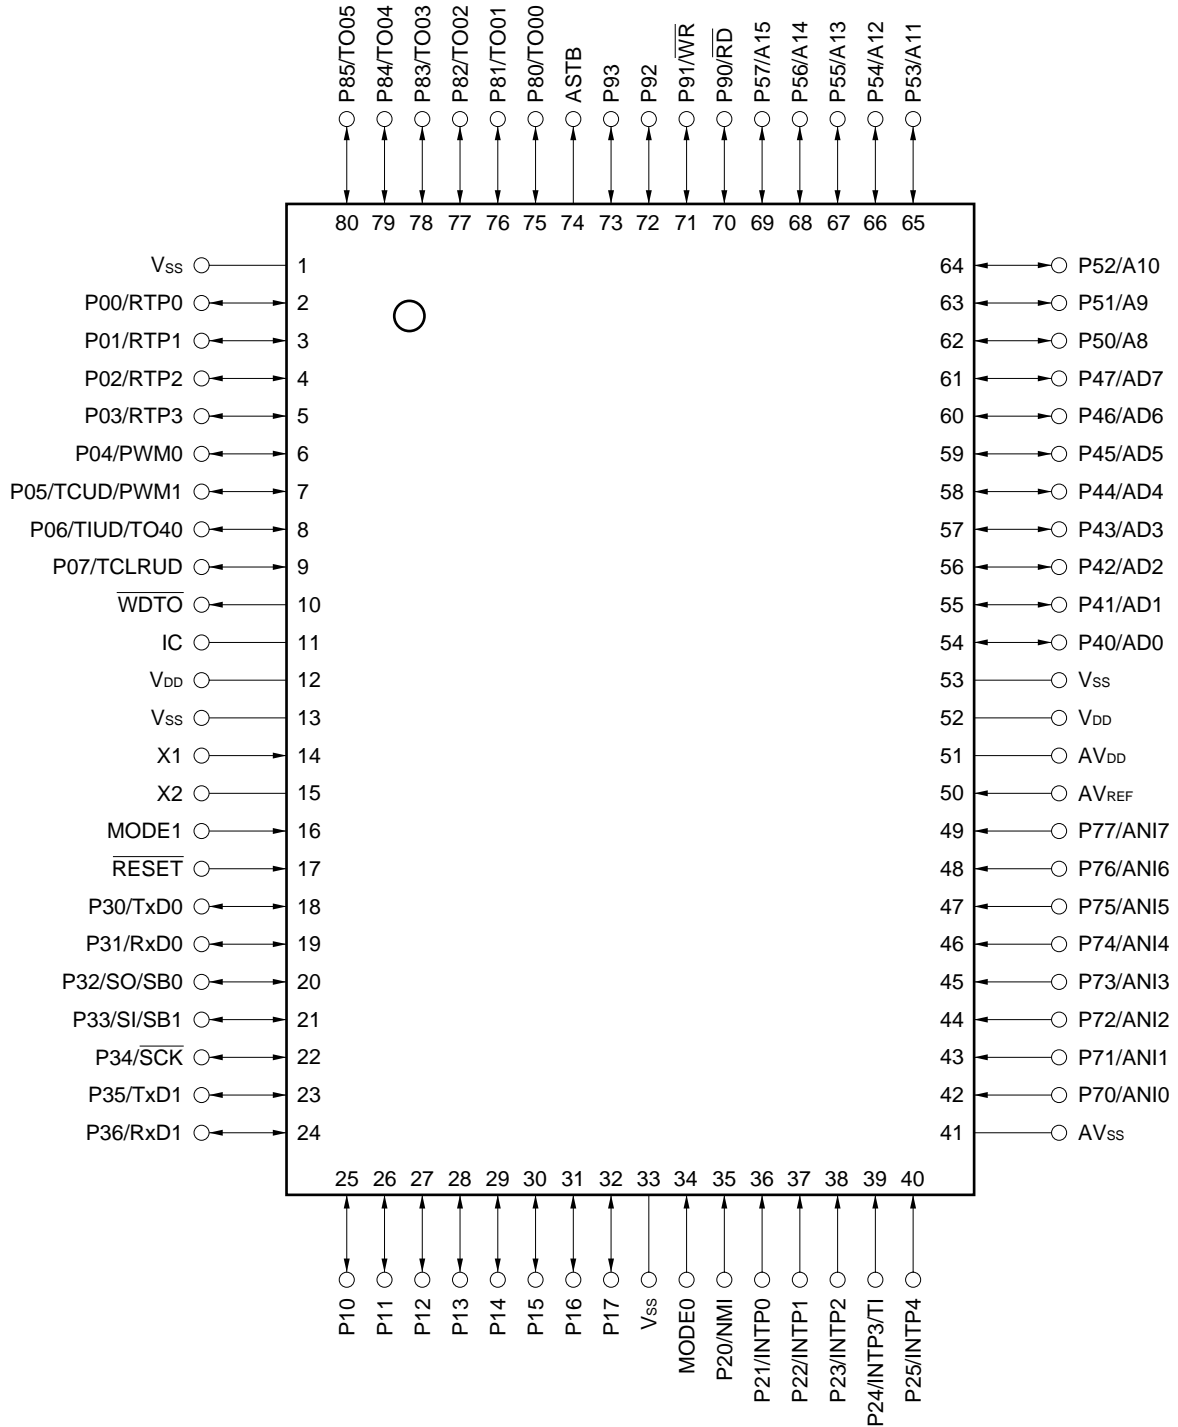 P85/TO05
P84/TO04
P83/TO03
P82/TO02
P81/TO01
P80/TO00
ASTB
P93
P92
P91/WR
P90/RD
P57/A15
P56/A14
P55/A13
P54/A12
P53/A11
80 79 78 77 76 75 74 73 72 71 70 69 68 67 66 65
VSS 1
P00/RTP0 2
P01/RTP1 3
P02/RTP2 4
P03/RTP3 5
P04/PWM0 6
P05/TCUD/PWM1 7
P06/TIUD/TO40 8
P07/TCLRUD 9
WDTO 10
IC 11
VDD 12
VSS 13
X1 14
X2 15
MODE1 16
RESET 17
P30/TxD0 18
P31/RxD0 19
P32/SO/SB0 20
P33/SI/SB1 21
P34/SCK 22
P35/TxD1 23
P36/RxD1 24
64 P52/A10
63 P51/A9
62 P50/A8
61 P47/AD7
60 P46/AD6
59 P45/AD5
58 P44/AD4
57 P43/AD3
56 P42/AD2
55 P41/AD1
54 P40/AD0
53 VSS
52 VDD
51 AVDD
50 AVREF
49 P77/ANI7
48 P76/ANI6
47 P75/ANI5
46 P74/ANI4
45 P73/ANI3
44 P72/ANI2
43 P71/ANI1
42 P70/ANI0
41 AVSS
25 26 27 28 29 30 31 32 33 34 35 36 37 38 39 40
P10
P11
P12
P13
P14
P15
P16
P17
VSS
MODE0
P20/NMI
P21/INTP0
P22/INTP1
P23/INTP2
P24/INTP3/TI
P25/INTP4